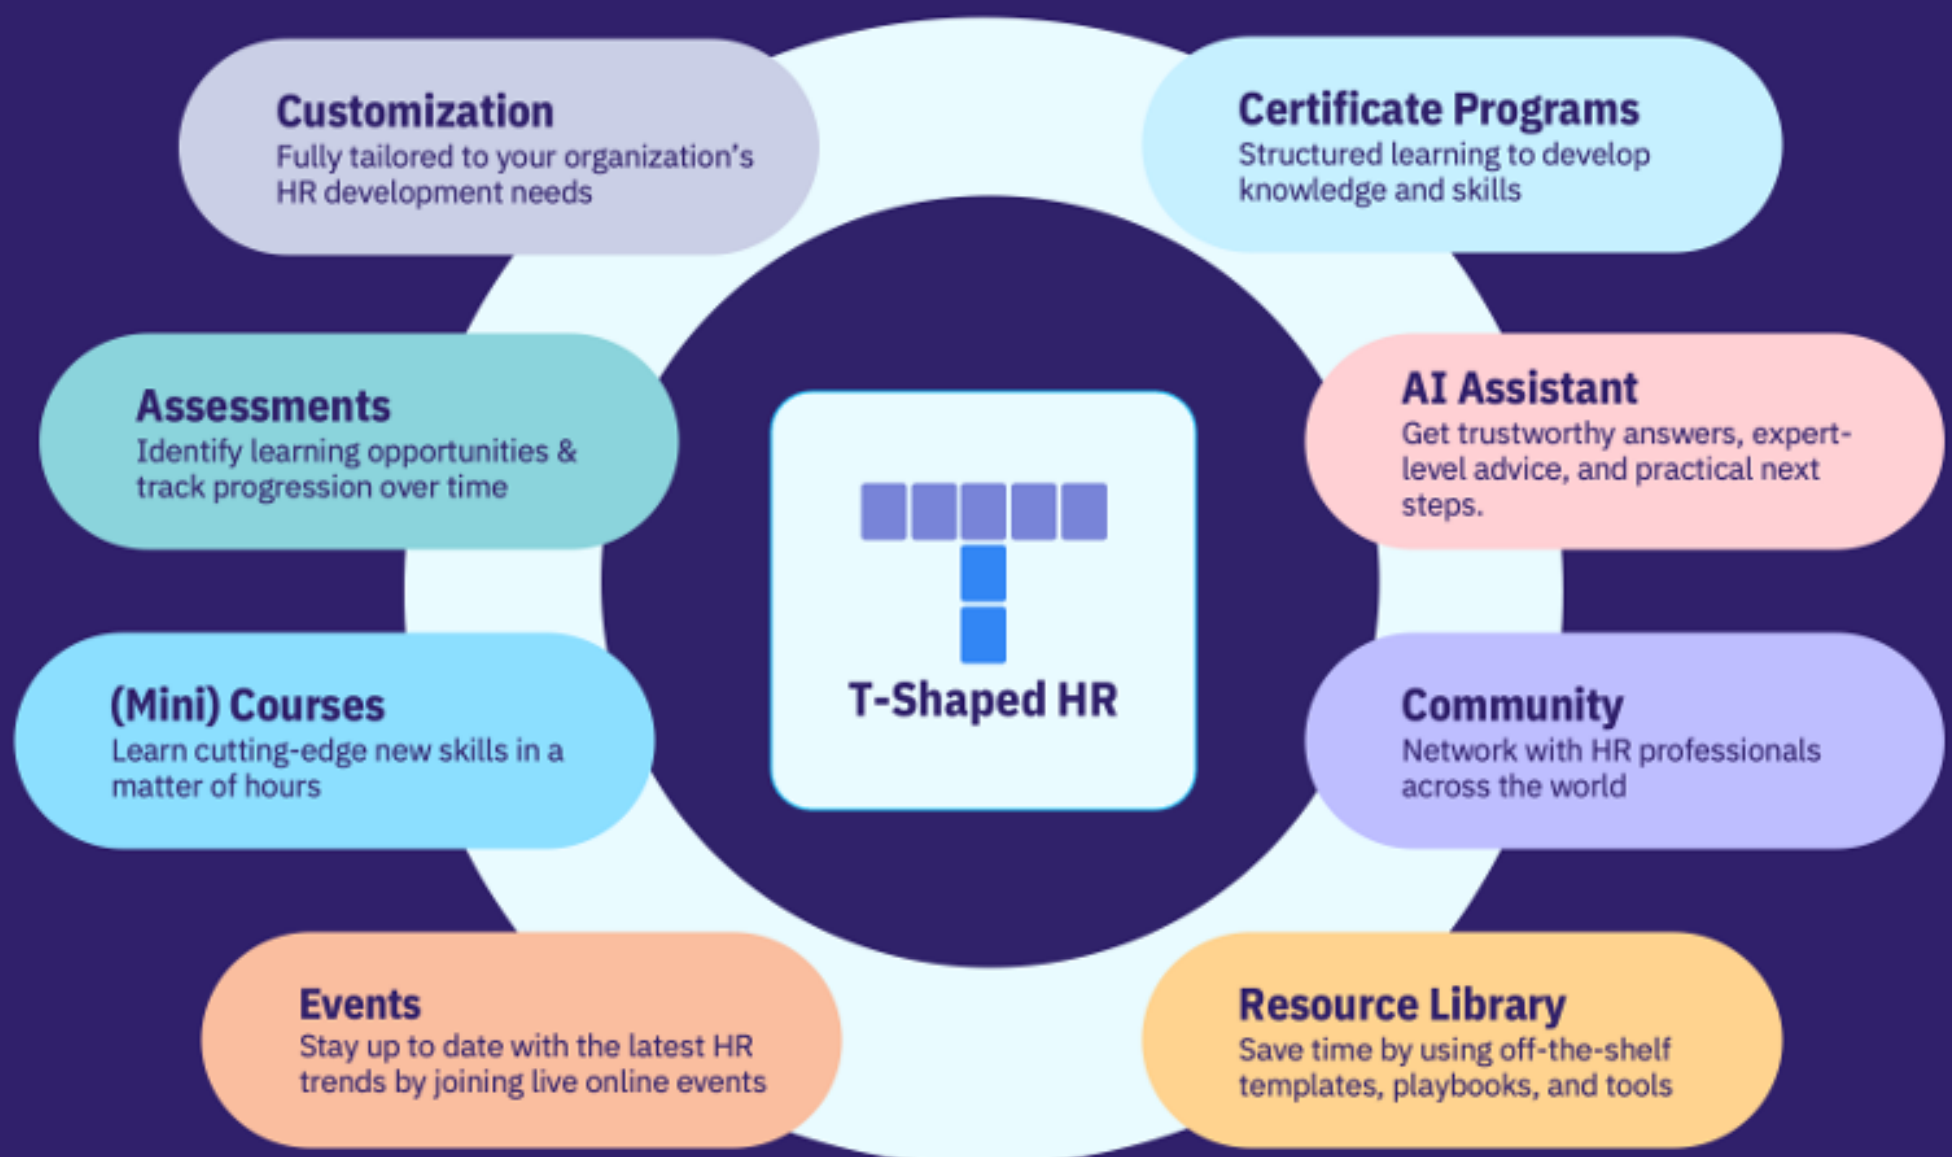 Customization
Fully tailored to your organization's
HR development needs
Certificate Programs
Structured learning to develop
knowledge and skills
Assessments
Identify learning opportunities &
track progression over time
AI Assistant
Get trustworthy answers, expert-
level advice, and practical next
steps.
T-Shaped HR
(Mini) Courses
Learn cutting-edge new skills in a
matter of hours
Community
Network with HR professionals
across the world
Events
Stay up to date with the latest HR
trends by joining live online events
Resource Library
Save time by using off-the-shelf
templates, playbooks, and tools